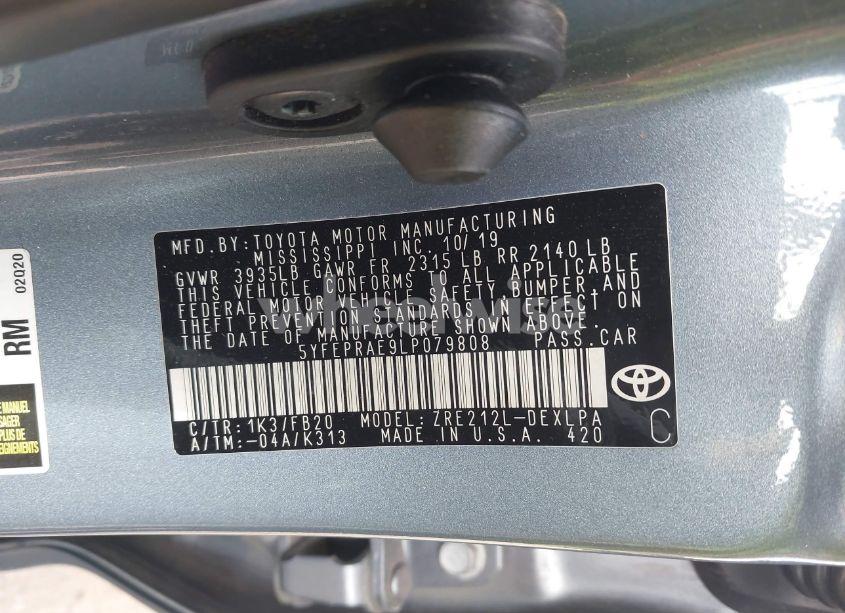 MFD. BY: TOYOTA MOTOR MANUFACTURING
MISSISSIPPI INC. 10/19
GVWR 3935LB GAWR FR 2315 LB RR 2140 LB
THIS VEHICLE CONFORMS TO ALL APPLICABLE
FEDERAL MOTOR VEHICLE SAFETY BUMPER, AND
THEFT PREVENTION STANDARDS IN EFFECT ON
THE DATE OF MANUFACTURE SHOWN ABOVE.
5YFEPRAE9LP079808 PASS. CAR
C/TR: 1K37/FB20 MODEL: ZRE212L-DEXLPA
A/TM: -04A/K313 MADE IN U.S.A. 420
C
RM 02Q20
wheelwise